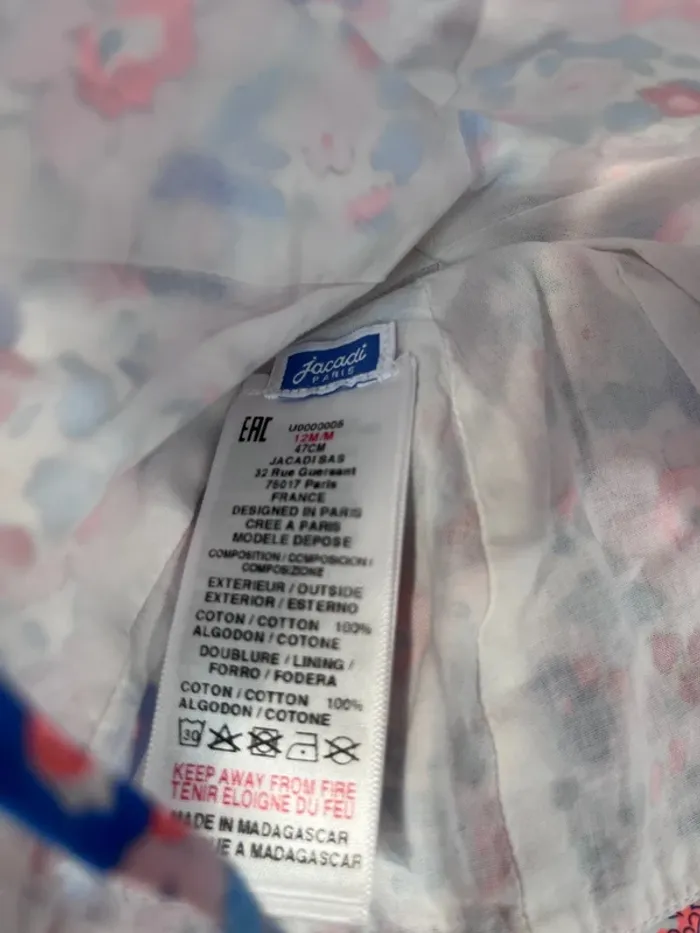 Jacadi
PARIS
EAC
U0000005
12M/M
47CM
JACADI SAS
32 Rue Guersant
75017 Paris
FRANCE
DESIGNED IN PARIS
CREE A PARIS
MODELE DEPOSE
COMPOSITION / COMPOSICION /
COMPOSIZIONE
EXTERIEUR / OUTSIDE
EXTERIOR / ESTERNO
COTON / COTTON 100%
ALGODON / COTONE
DOUBLURE / LINING /
FORRO / FODERA
COTON / COTTON 100%
ALGODON / COTONE
30
KEEP AWAY FROM FIRE
TENIR ELOIGNE DU FEU
MADE IN MADAGASCAR
UE A MADAGASCAR